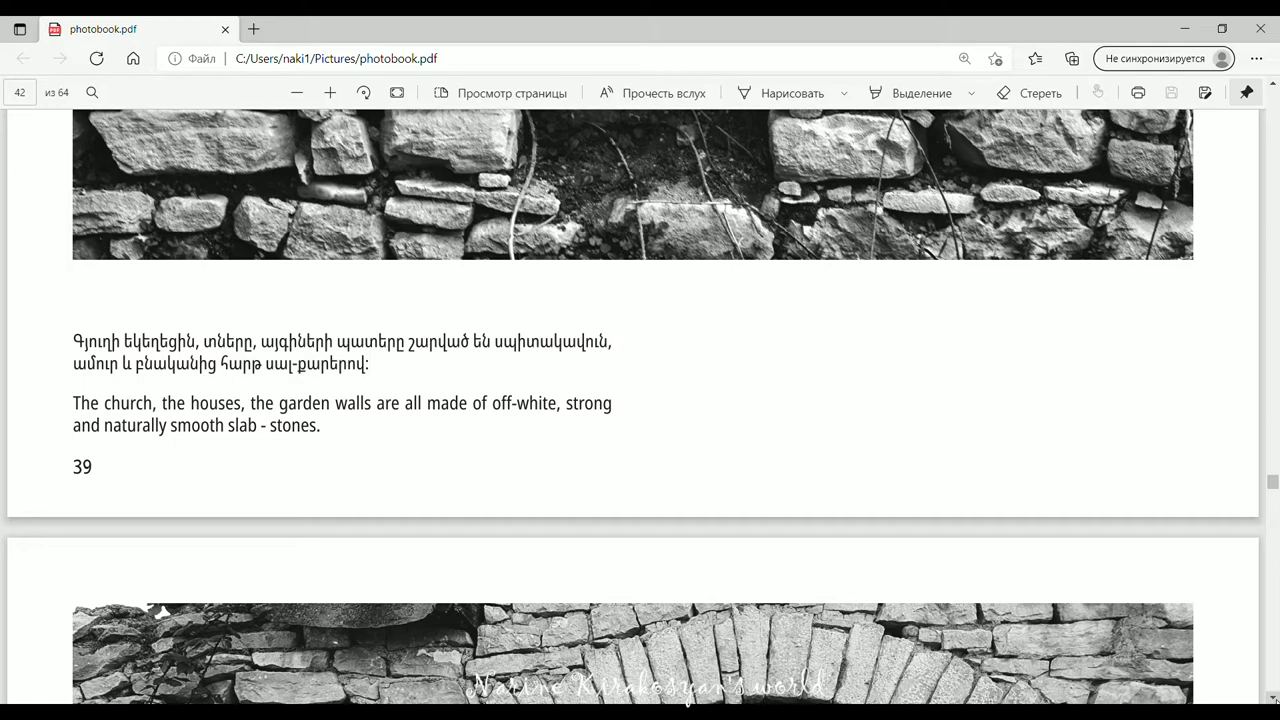 photobook.pdf
Файл
C:/Users/naki1/Pictures/photobook.pdf
Не синхронизируется
42 из 64
Просмотр страницы
Прочесть вслух
Нарисовать
Выделение
Стереть
Գյուղի եկեղեցին, տները, այգիների պատերը շարված են սպիտակավուն,
ամուր և բնականից հարթ սալ-քարերով:
The church, the houses, the garden walls are all made of off-white, strong
and naturally smooth slab - stones.
39
Narine Kirakosyan's world